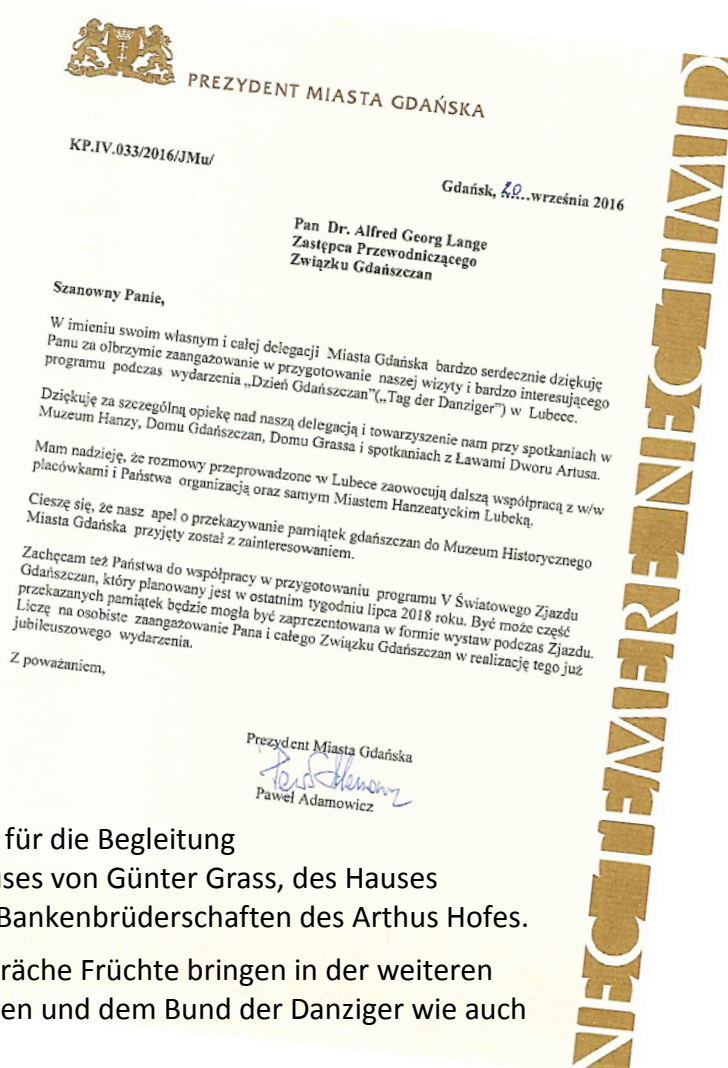 PREZYDENT MIASTA GDAŃSKA
KP.IV.033/2016/JMu/
Gdańsk, 20...września 2016
Pan Dr. Alfred Georg Lange
Zastępca Przewodniczącego
Związku Gdańszczan
Szanowny Panie,
W imieniu swoim własnym i całej delegacji Miasta Gdańska bardzo serdecznie dziękuję
Panu za olbrzymie zaangażowanie w przygotowanie naszej wizyty i bardzo interesującego
programu podczas wydarzenia „Dzień Gdańszczan"(„Tag der Danziger") w Lubece.
Dziękuję za szczególną opiekę nad naszą delegacją i towarzyszenie nam przy spotkaniach w
Muzeum Hanzy, Domu Gdańszczan, Domu Grassa i spotkaniach z Ławami Dworu Artusa.
Mam nadzieję, że rozmowy przeprowadzone w Lubece zaowocują dalszą współpracą z w/w
placówkami i Państwa organizacją oraz samym Miastem Hanzeatyckim Lubeką.
Cieszę się, że nasz apel o przekazywanie pamiątek gdańszczan do Muzeum Historycznego
Miasta Gdańska przyjęty został z zainteresowaniem.
Zachęcam też Państwa do współpracy w przygotowaniu programu V Światowego Zjazdu
Gdańszczan, który planowany jest w ostatnim tygodniu lipca 2018 roku. Być może część
przekazanych pamiątek będzie mogła być zaprezentowana w formie wystaw podczas Zjazdu.
Liczę na osobiste zaangażowanie Pana i całego Związku Gdańszczan w realizację tego już
jubileuszowego wydarzenia.
Z poważaniem,
Prezydent Miasta Gdańska
Paweł Adamowicz
für die Begleitung
uses von Günter Grass, des Hauses
Bankenbrüderschaften des Arthus Hofes.
räche Früchte bringen in der weiteren
en und dem Bund der Danziger wie auch
NEC TEMERE NEC TIMID